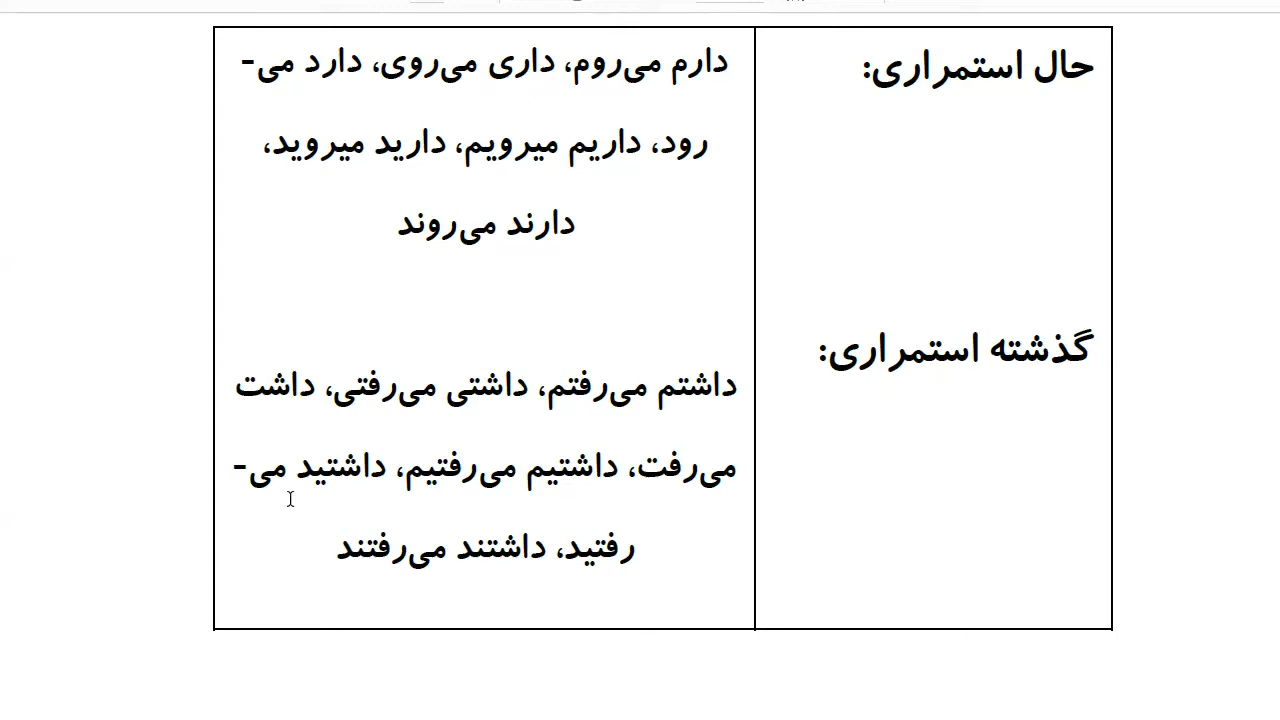 حال استمراری:
دارم می‌روم، داری می‌روی، دارد می-
رود، داریم میرویم، دارید میروید،
دارند می‌روند
گذشته استمراری:
داشتم می‌رفتم، داشتی می‌رفتی، داشت
می‌رفت، داشتیم می‌رفتیم، داشتید می-
رفتید، داشتند می‌رفتند